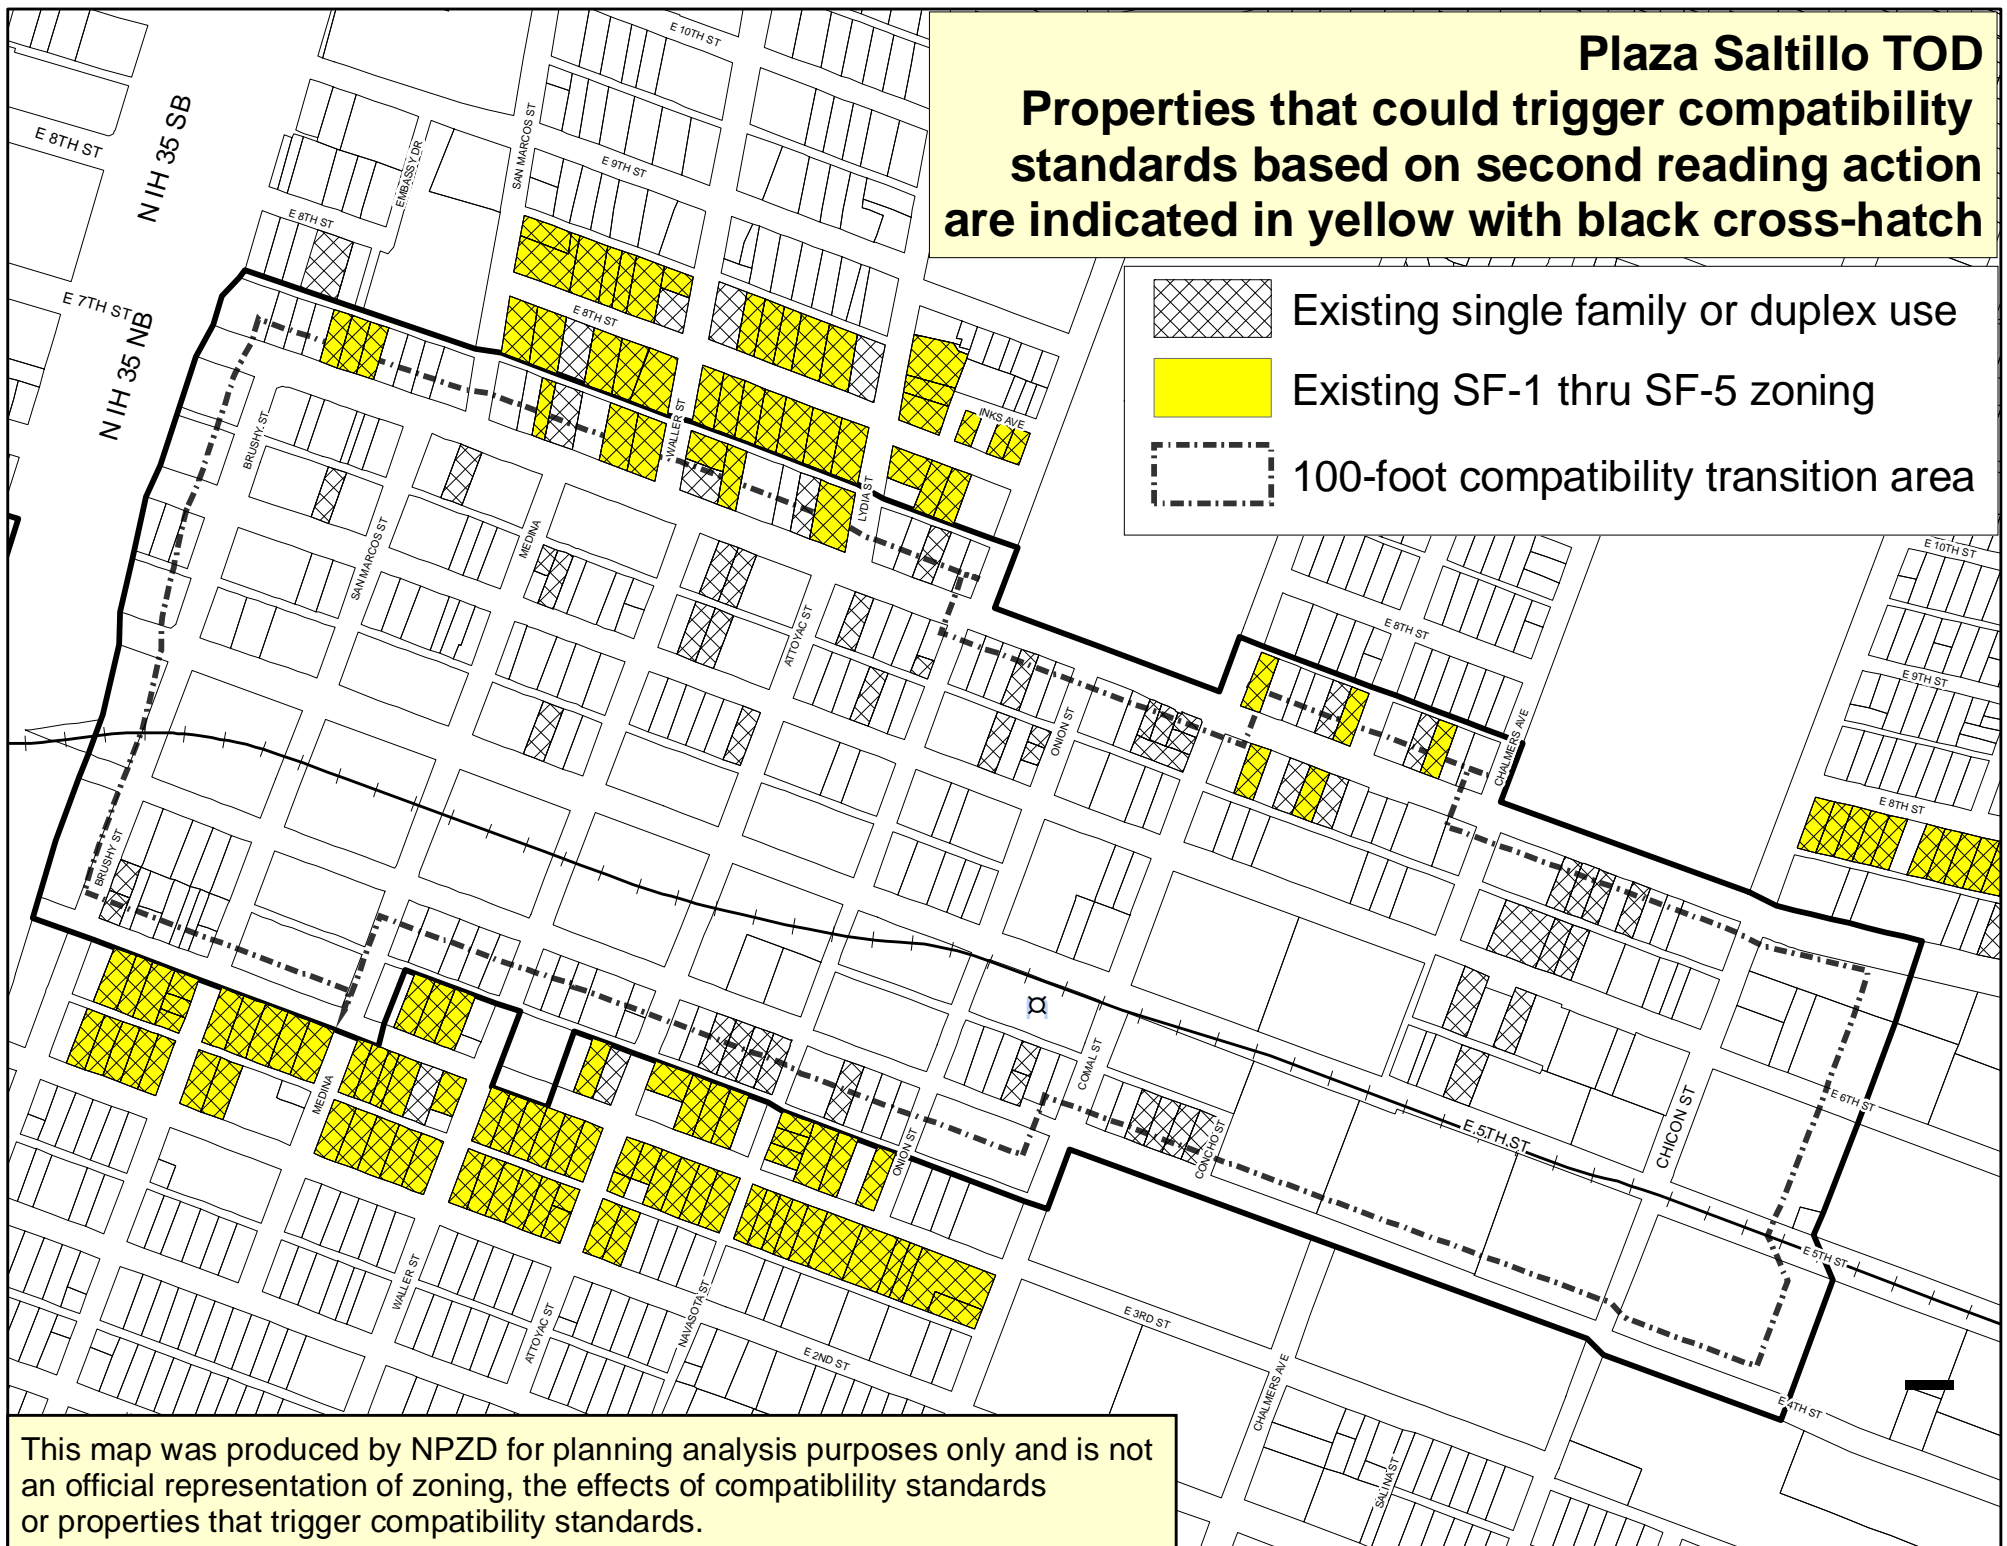 Plaza Saltillo TOD
Properties that could trigger compatibility
standards based on second reading action
are indicated in yellow with black cross-hatch
Existing single family or duplex use
Existing SF-1 thru SF-5 zoning
100-foot compatibility transition area
E 10TH ST
E 8TH ST
N IH 35 SB
EMBASSY DR
SAN MARCOS ST
E 9TH ST
E 8TH ST
E 7TH ST
N IH 35 NB
E 8TH ST
INKS AVE
WALLER ST
BRUSHY ST
LYDIA ST
MEDINA
SAN MARCOS ST
E 10TH ST
ATTOYAC ST
E 8TH ST
E 9TH ST
ONION ST
CHALMERS AVE
E 8TH ST
BRUSHY ST
COMAL ST
MEDINA
ONION ST
CONCHO ST
E 5TH ST
CHICON ST
E 6TH ST
WALLER ST
ATTOYAC ST
NAVASOTA ST
E 2ND ST
E 3RD ST
E 5TH ST
CHALMERS AVE
E 4TH ST
SALINA ST
This map was produced by NPZD for planning analysis purposes only and is not
an official representation of zoning, the effects of compatiblility standards
or properties that trigger compatibility standards.